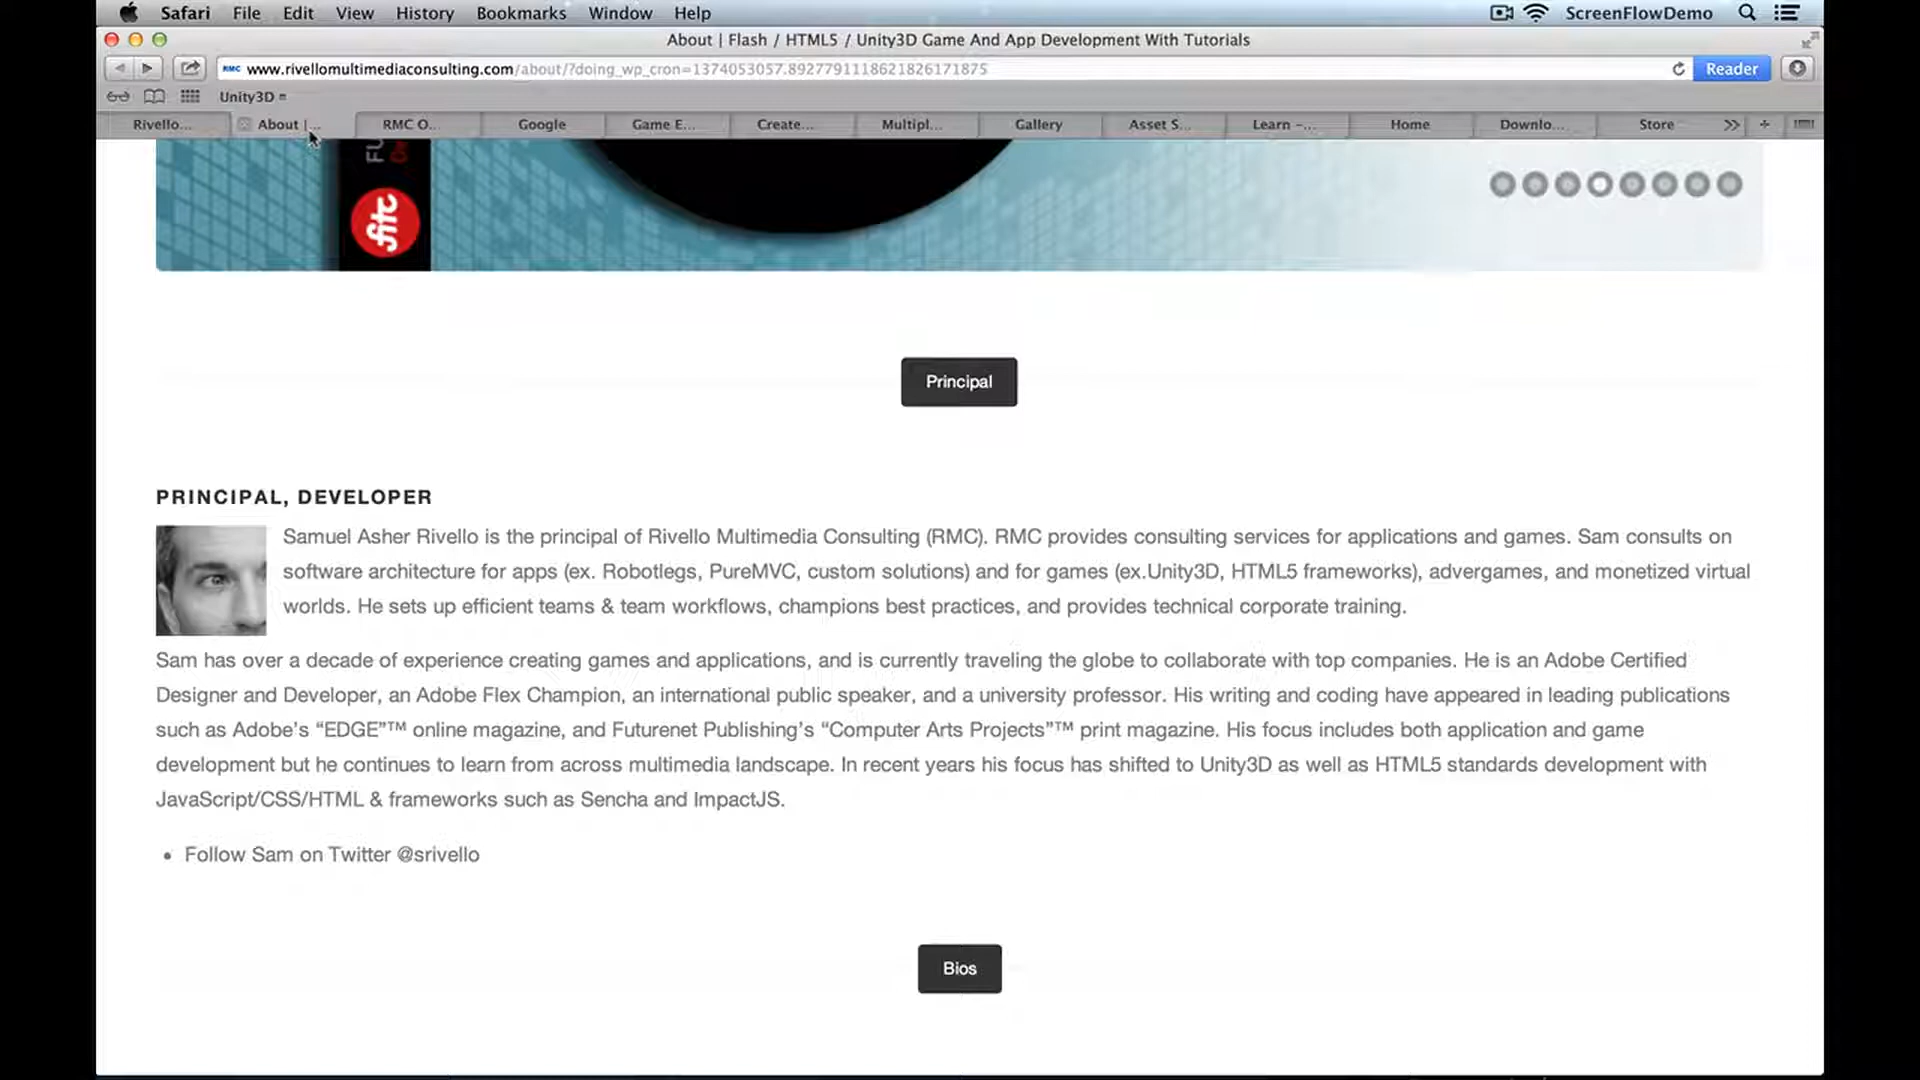 Safari File Edit View History Bookmarks Window Help ScreenFlowDemo
About | Flash / HTML5 / Unity3D Game And App Development With Tutorials
RMC www.rivellomultimediaconsulting.com/about/?doing_wp_cron=1374053057.8927791118621826171875 Reader
Unity3D
Rivello... About |... RMC O... Google Game E... Create... Multipl... Gallery Asset S... Learn –... Home Downlo... Store >> +
fitc
Principal
PRINCIPAL, DEVELOPER
Samuel Asher Rivello is the principal of Rivello Multimedia Consulting (RMC). RMC provides consulting services for applications and games. Sam consults on
software architecture for apps (ex. Robotlegs, PureMVC, custom solutions) and for games (ex.Unity3D, HTML5 frameworks), advergames, and monetized virtual
worlds. He sets up efficient teams & team workflows, champions best practices, and provides technical corporate training.
Sam has over a decade of experience creating games and applications, and is currently traveling the globe to collaborate with top companies. He is an Adobe Certified
Designer and Developer, an Adobe Flex Champion, an international public speaker, and a university professor. His writing and coding have appeared in leading publications
such as Adobe's “EDGE”™ online magazine, and Futurenet Publishing's “Computer Arts Projects”™ print magazine. His focus includes both application and game
development but he continues to learn from across multimedia landscape. In recent years his focus has shifted to Unity3D as well as HTML5 standards development with
JavaScript/CSS/HTML & frameworks such as Sencha and ImpactJS.
• Follow Sam on Twitter @srivello
Bios